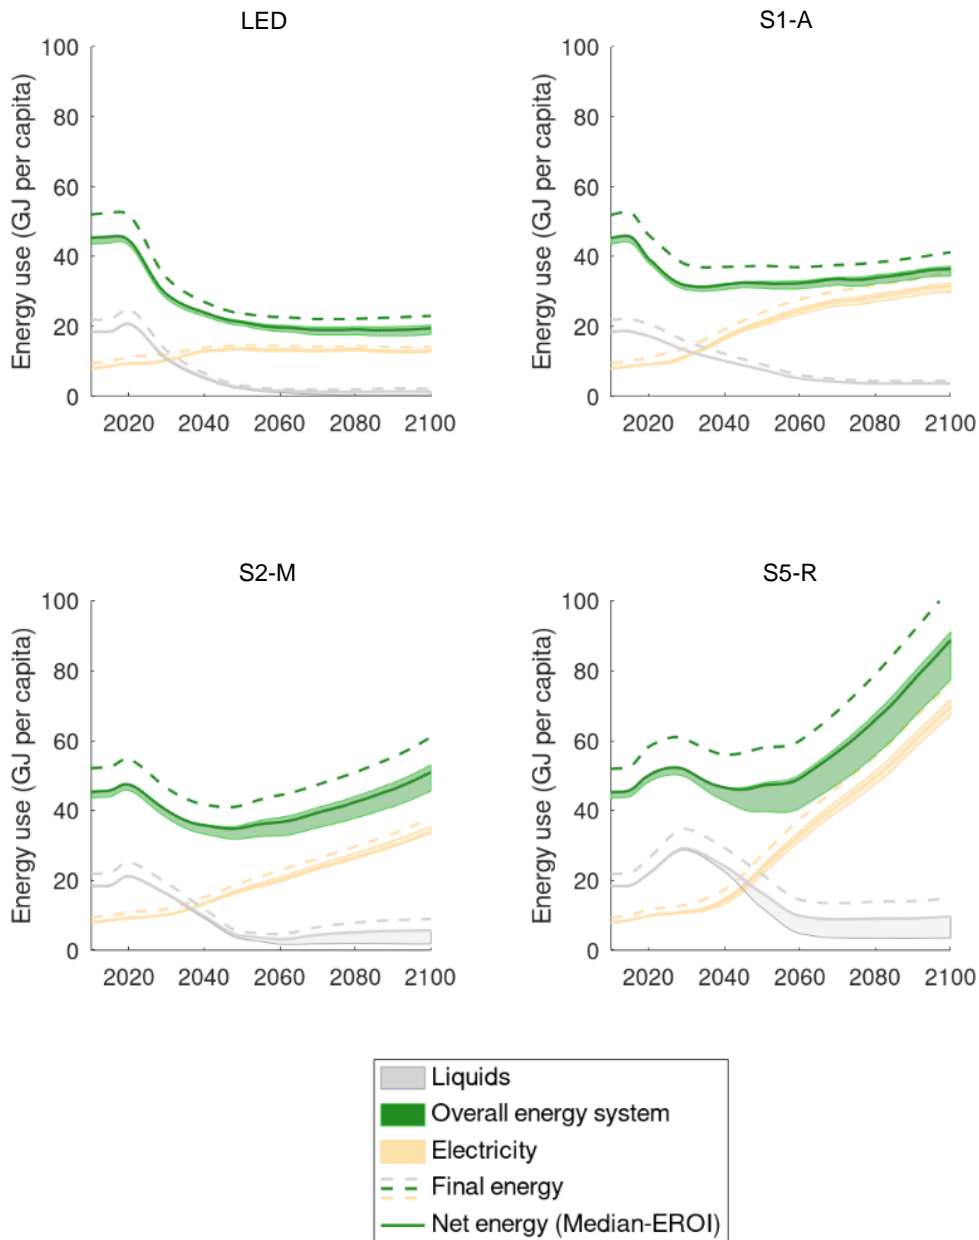 LED
S1-A
100
80
60
40
20
0
Energy use (GJ per capita)
2020 2040 2060 2080 2100
100
80
60
40
20
0
Energy use (GJ per capita)
2020 2040 2060 2080 2100
S2-M
S5-R
100
80
60
40
20
0
Energy use (GJ per capita)
2020 2040 2060 2080 2100
100
80
60
40
20
0
Energy use (GJ per capita)
2020 2040 2060 2080 2100
Liquids
Overall energy system
Electricity
Final energy
Net energy (Median-EROI)